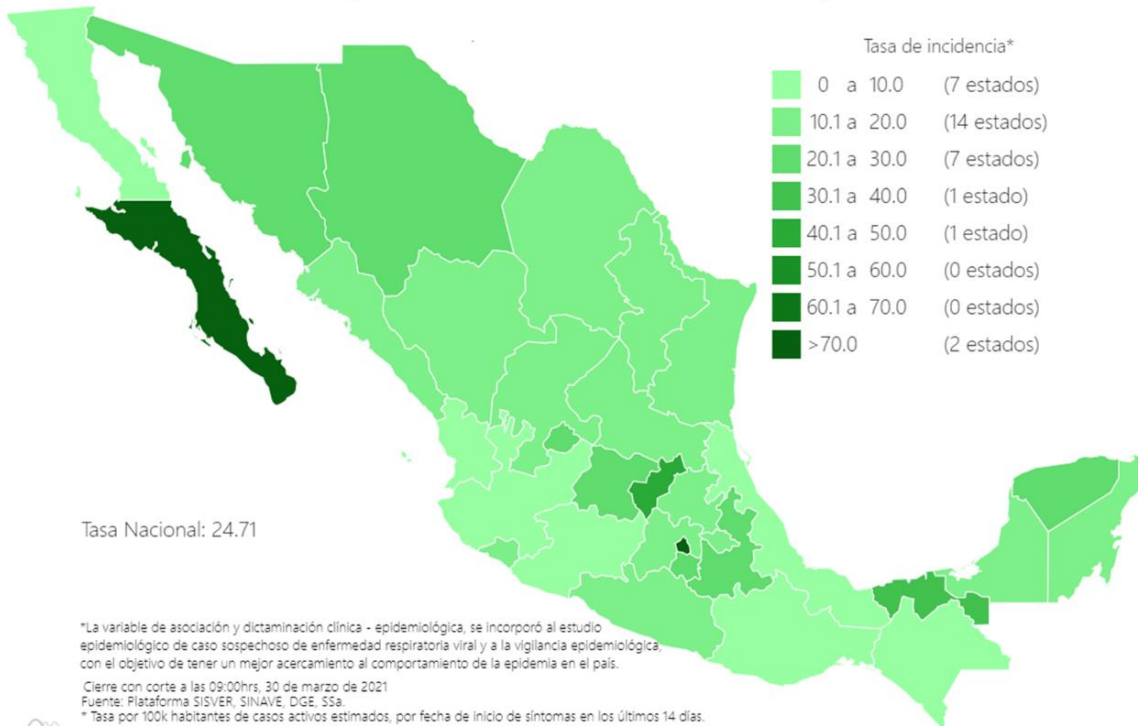 Tasa de incidencia*
0 a 10.0 (7 estados)
10.1 a 20.0 (14 estados)
20.1 a 30.0 (7 estados)
30.1 a 40.0 (1 estado)
40.1 a 50.0 (1 estado)
50.1 a 60.0 (0 estados)
60.1 a 70.0 (0 estados)
>70.0 (2 estados)
Tasa Nacional: 24.71
*La variable de asociación y dictaminación clínica - epidemiológica, se incorporó al estudio
epidemiológico de caso sospechoso de enfermedad respiratoria viral y a la vigilancia epidemiológica,
con el objetivo de tener un mejor acercamiento al comportamiento de la epidemia en el país.
Cierre con corte a las 09:00hrs, 30 de marzo de 2021
Fuente: Plataforma SISVER, SINAVE, DGE, SSa.
* Tasa por 100k habitantes de casos activos estimados, por fecha de inicio de síntomas en los últimos 14 días.